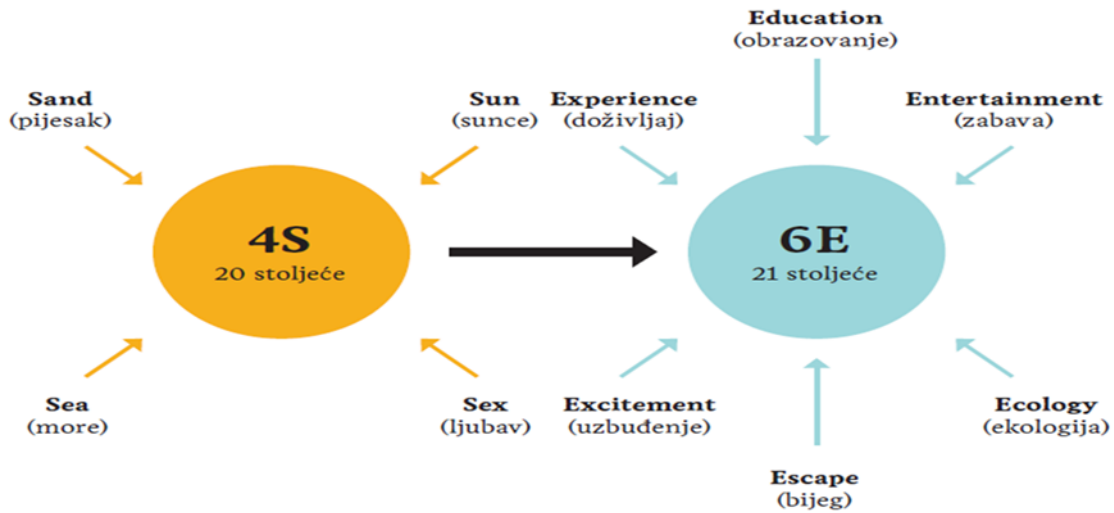 Education
(obrazovanje)
Sand
(pijesak)
Sun
(sunce)
Experience
(doživljaj)
Entertainment
(zabava)
4S
20 stoljeće
6E
21 stoljeće
Sea
(more)
Sex
(ljubav)
Excitement
(uzbuđenje)
Ecology
(ekologija)
Escape
(bijeg)